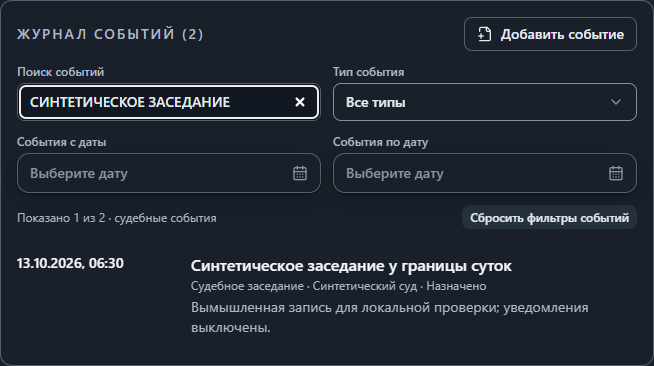 ЖУРНАЛ СОБЫТИЙ (2)
Добавить событие
Поиск событий
Тип события
СИНТЕТИЧЕСКОЕ ЗАСЕДАНИЕ
Все типы
События с даты
События по дату
Выберите дату
Выберите дату
Показано 1 из 2 · судебные события
Сбросить фильтры событий
13.10.2026, 06:30
Синтетическое заседание у границы суток
Судебное заседание · Синтетический суд · Назначено
Вымышленная запись для локальной проверки; уведомления
выключены.